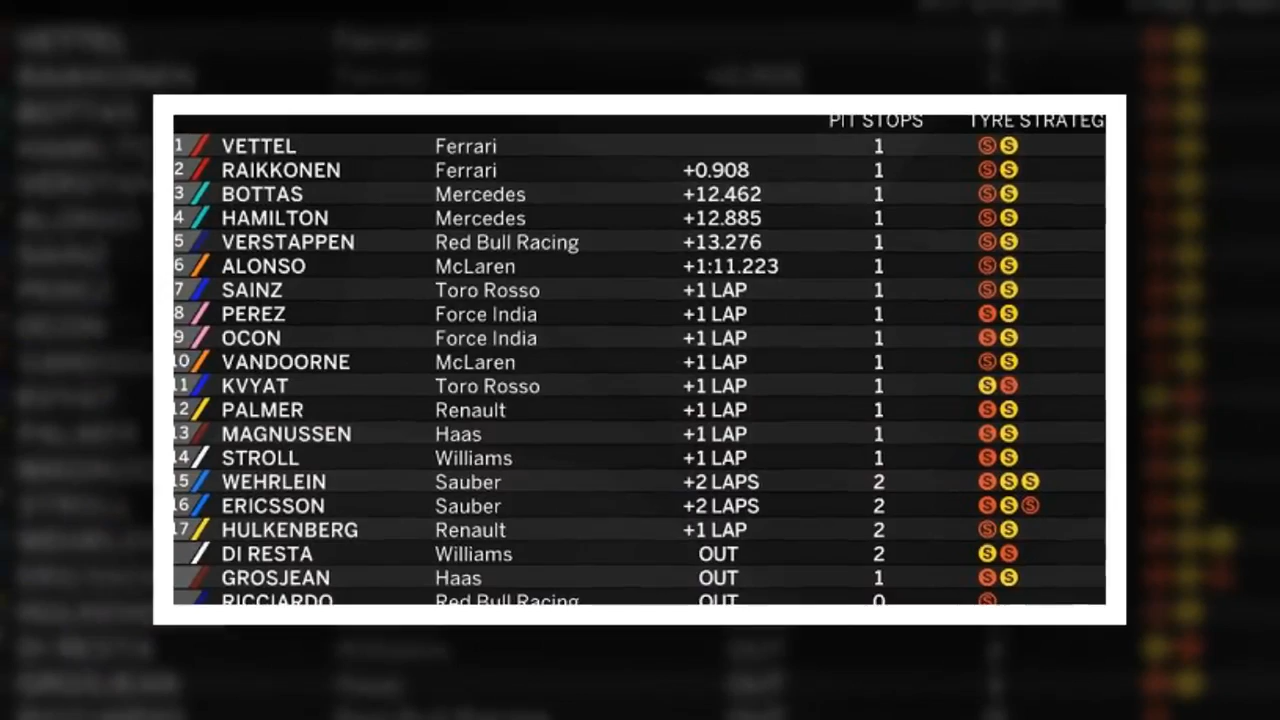 PIT STOPS TYRE STRATEG
1 VETTEL Ferrari 1 S S
2 RAIKKONEN Ferrari +0.908 1 S S
3 BOTTAS Mercedes +12.462 1 S S
4 HAMILTON Mercedes +12.885 1 S S
5 VERSTAPPEN Red Bull Racing +13.276 1 S S
6 ALONSO McLaren +1:11.223 1 S S
7 SAINZ Toro Rosso +1 LAP 1 S S
8 PEREZ Force India +1 LAP 1 S S
9 OCON Force India +1 LAP 1 S S
10 VANDOORNE McLaren +1 LAP 1 S S
11 KVYAT Toro Rosso +1 LAP 1 S S
12 PALMER Renault +1 LAP 1 S S
13 MAGNUSSEN Haas +1 LAP 1 S S
14 STROLL Williams +1 LAP 1 S S
15 WEHRLEIN Sauber +2 LAPS 2 S S S
16 ERICSSON Sauber +2 LAPS 2 S S S
17 HULKENBERG Renault +1 LAP 2 S S
DI RESTA Williams OUT 2 S S
GROSJEAN Haas OUT 1 S S
RICCIARDO Red Bull Racing OUT 0 S